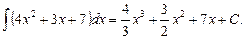 ∫(4x² + 3x + 7)dx = 4/3 x³ + 3/2 x² + 7x + C.